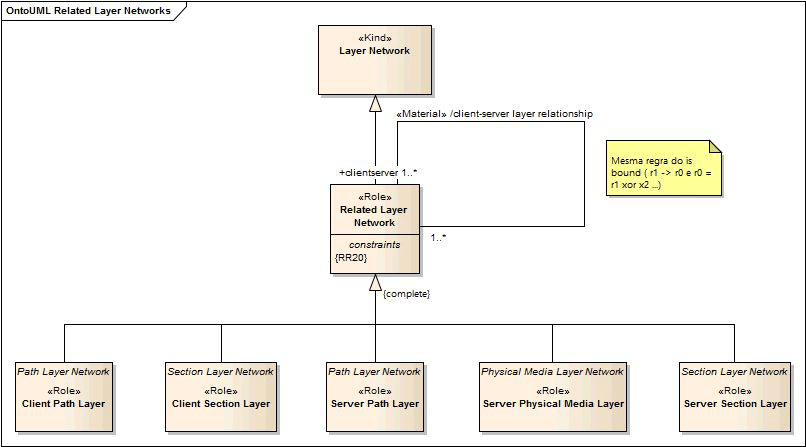 OntoUML Related Layer Networks
«Kind»
Layer Network
«Material» /client-server layer relationship
Mesma regra do is
bound ( r1 -> r0 e r0 =
r1 xor x2 ...)
+clientserver 1..*
«Role»
Related Layer
Network
1..*
constraints
{RR20}
{complete}
Path Layer Network
«Role»
Client Path Layer
Section Layer Network
«Role»
Client Section Layer
Path Layer Network
«Role»
Server Path Layer
Physical Media Layer Network
«Role»
Server Physical Media Layer
Section Layer Network
«Role»
Server Section Layer